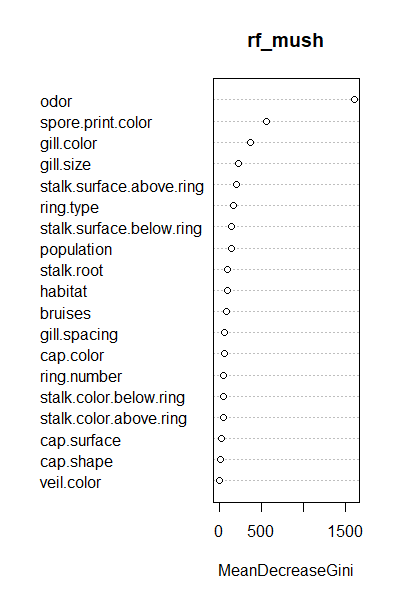 rf_mush
odor
spore.print.color
gill.color
gill.size
stalk.surface.above.ring
ring.type
stalk.surface.below.ring
population
stalk.root
habitat
bruises
gill.spacing
cap.color
ring.number
stalk.color.below.ring
stalk.color.above.ring
cap.surface
cap.shape
veil.color
0 500 1500
MeanDecreaseGini